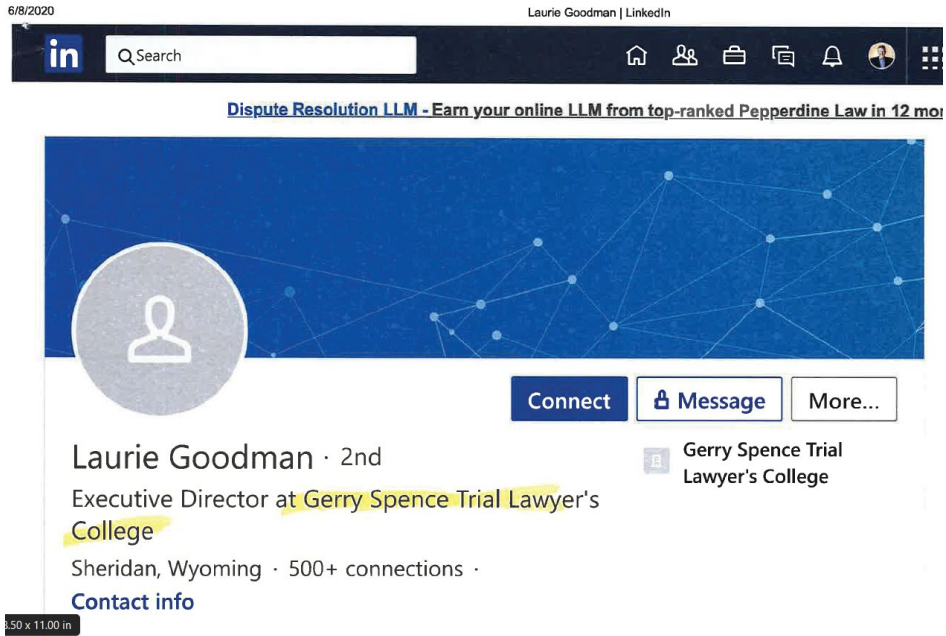 6/8/2020
Laurie Goodman | LinkedIn
in
Search
Dispute Resolution LLM - Earn your online LLM from top-ranked Pepperdine Law in 12 mo
Connect
Message
More...
Laurie Goodman · 2nd
Gerry Spence Trial
Lawyer's College
Executive Director at Gerry Spence Trial Lawyer's
College
Sheridan, Wyoming · 500+ connections ·
Contact info
8.50 x 11.00 in